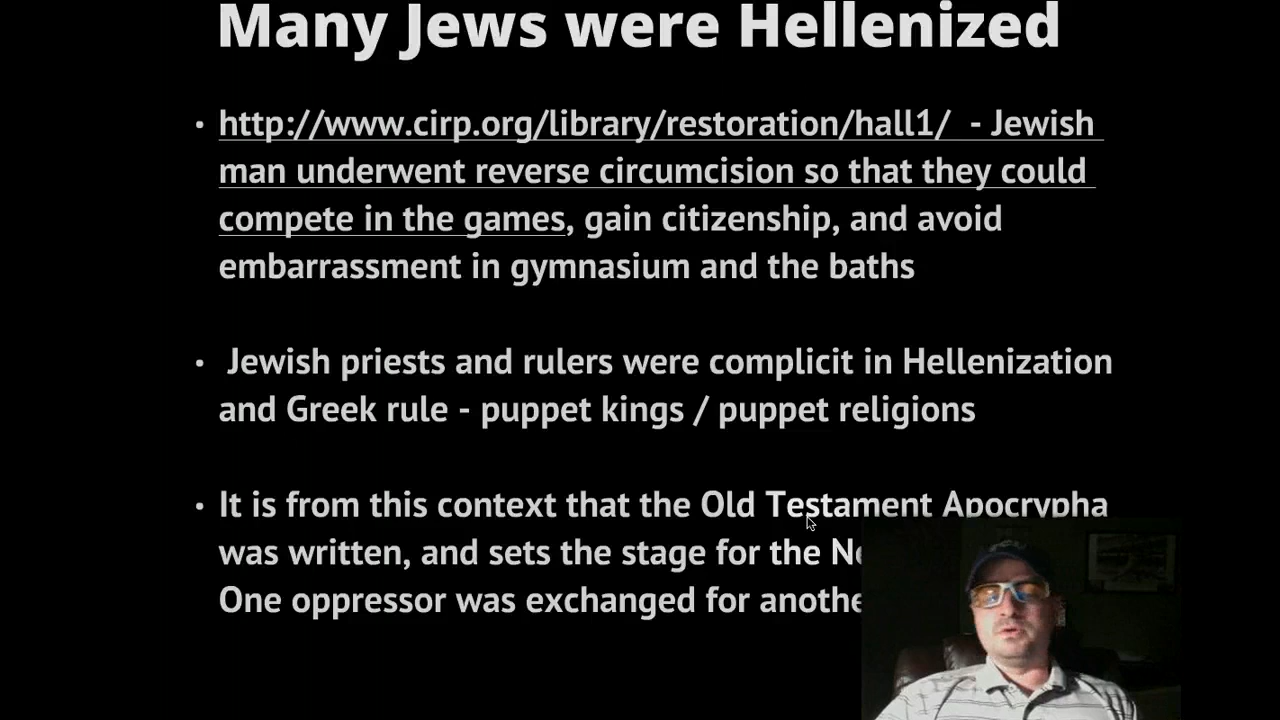 Many Jews were Hellenized
• http://www.cirp.org/library/restoration/hall1/ - Jewish
man underwent reverse circumcision so that they could
compete in the games, gain citizenship, and avoid
embarrassment in gymnasium and the baths
• Jewish priests and rulers were complicit in Hellenization
and Greek rule - puppet kings / puppet religions
• It is from this context that the Old Testament Apocrypha
was written, and sets the stage for the
One oppressor was exchanged for